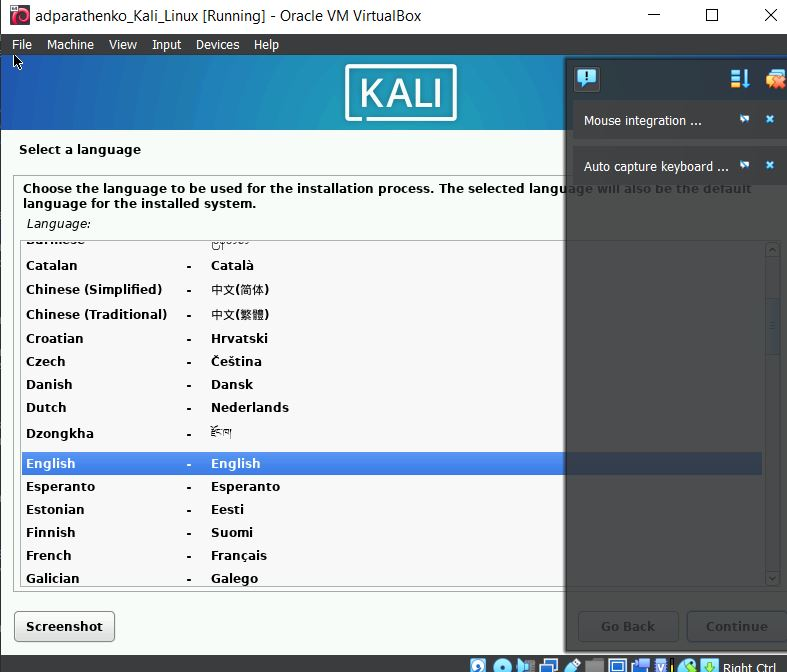 adparathenko_Kali_Linux [Running] - Oracle VM VirtualBox
File Machine View Input Devices Help
KALI
Mouse integration ...
Select a language
Auto capture keyboard ...
Choose the language to be used for the installation process. The selected language will also be the default
language for the installed system.
Language:
Burmese
Catalan - Català
Chinese (Simplified) - 中文(简体)
Chinese (Traditional) - 中文(繁體)
Croatian - Hrvatski
Czech - Čeština
Danish - Dansk
Dutch - Nederlands
Dzongkha - རྫོང་ཁ།
English - English
Esperanto - Esperanto
Estonian - Eesti
Finnish - Suomi
French - Français
Galician - Galego
Screenshot Go Back Continue
Right Ctrl